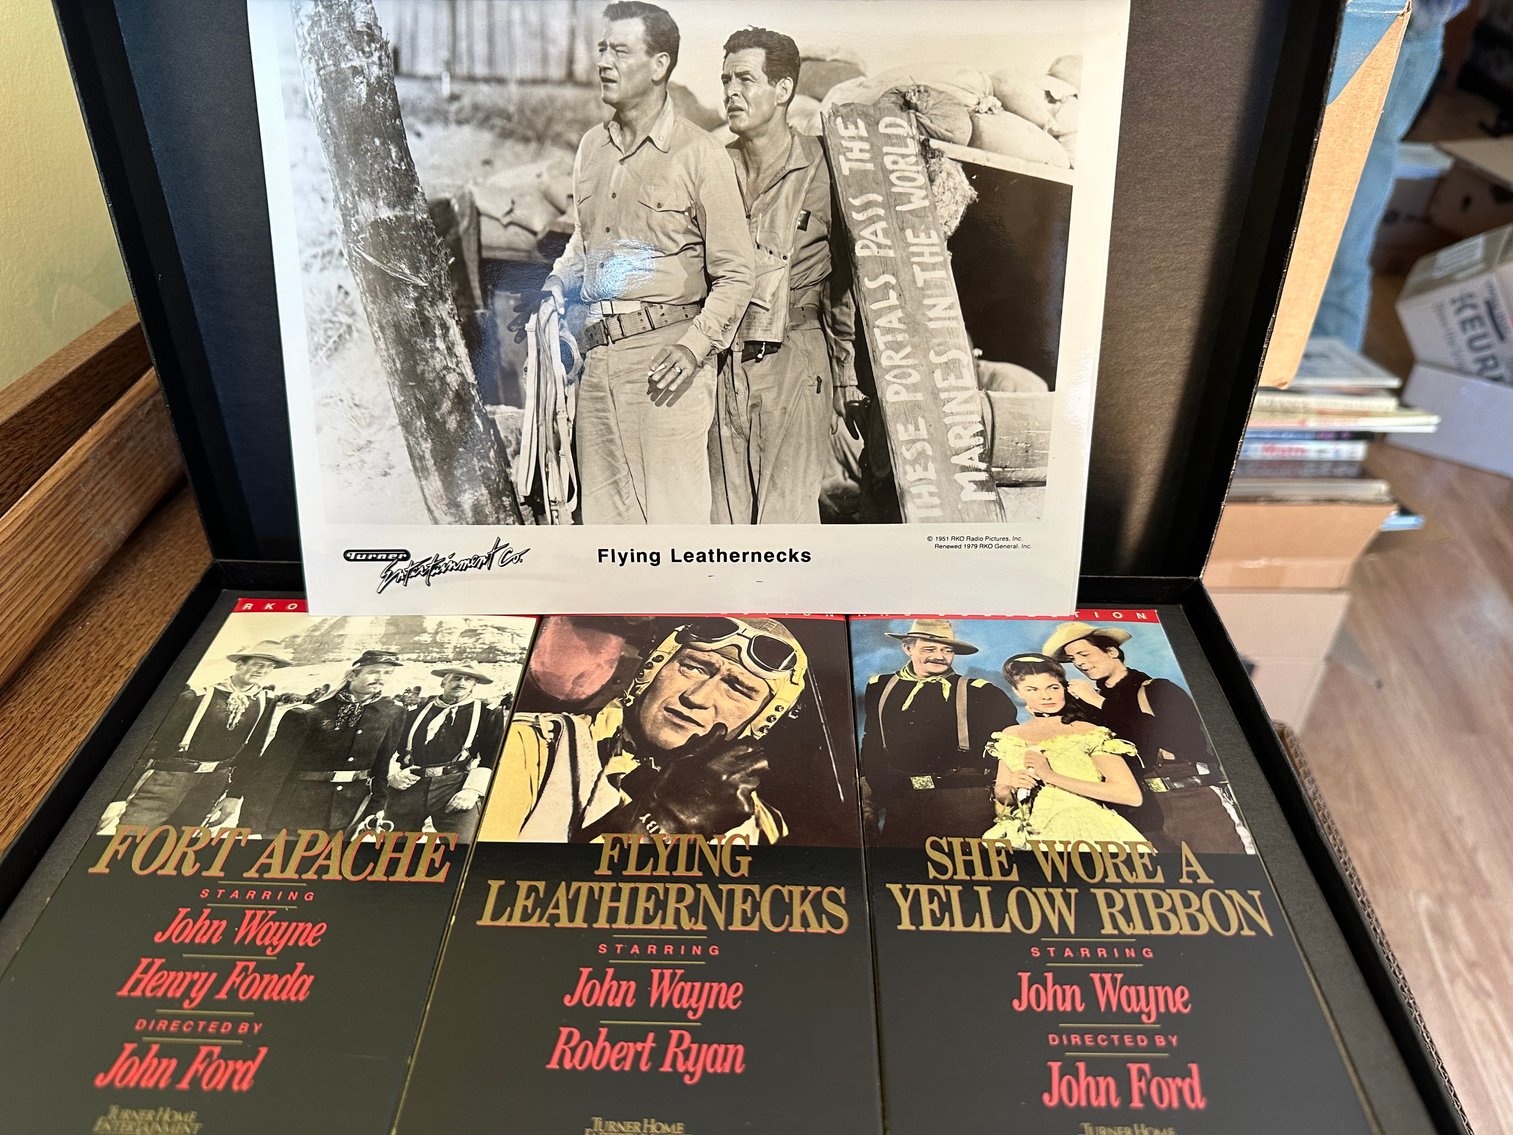 THESE PORTALS PASS THE
MARINES IN THE WORLD
Turner
Entertainment Co.
Flying Leathernecks
© 1951 RKO Radio Pictures, Inc.
Renewed 1979 RKO General, Inc.
KEURI
RKO
FORT APACHE
STARRING
John Wayne
Henry Fonda
DIRECTED BY
John Ford
TURNER HOME
ENTERTAINMENT
FLYING
LEATHERNECKS
STARRING
John Wayne
Robert Ryan
TURNER HOME
ENTERTAINMENT
SHE WORE A
YELLOW RIBBON
STARRING
John Wayne
DIRECTED BY
John Ford
TURNER HOME